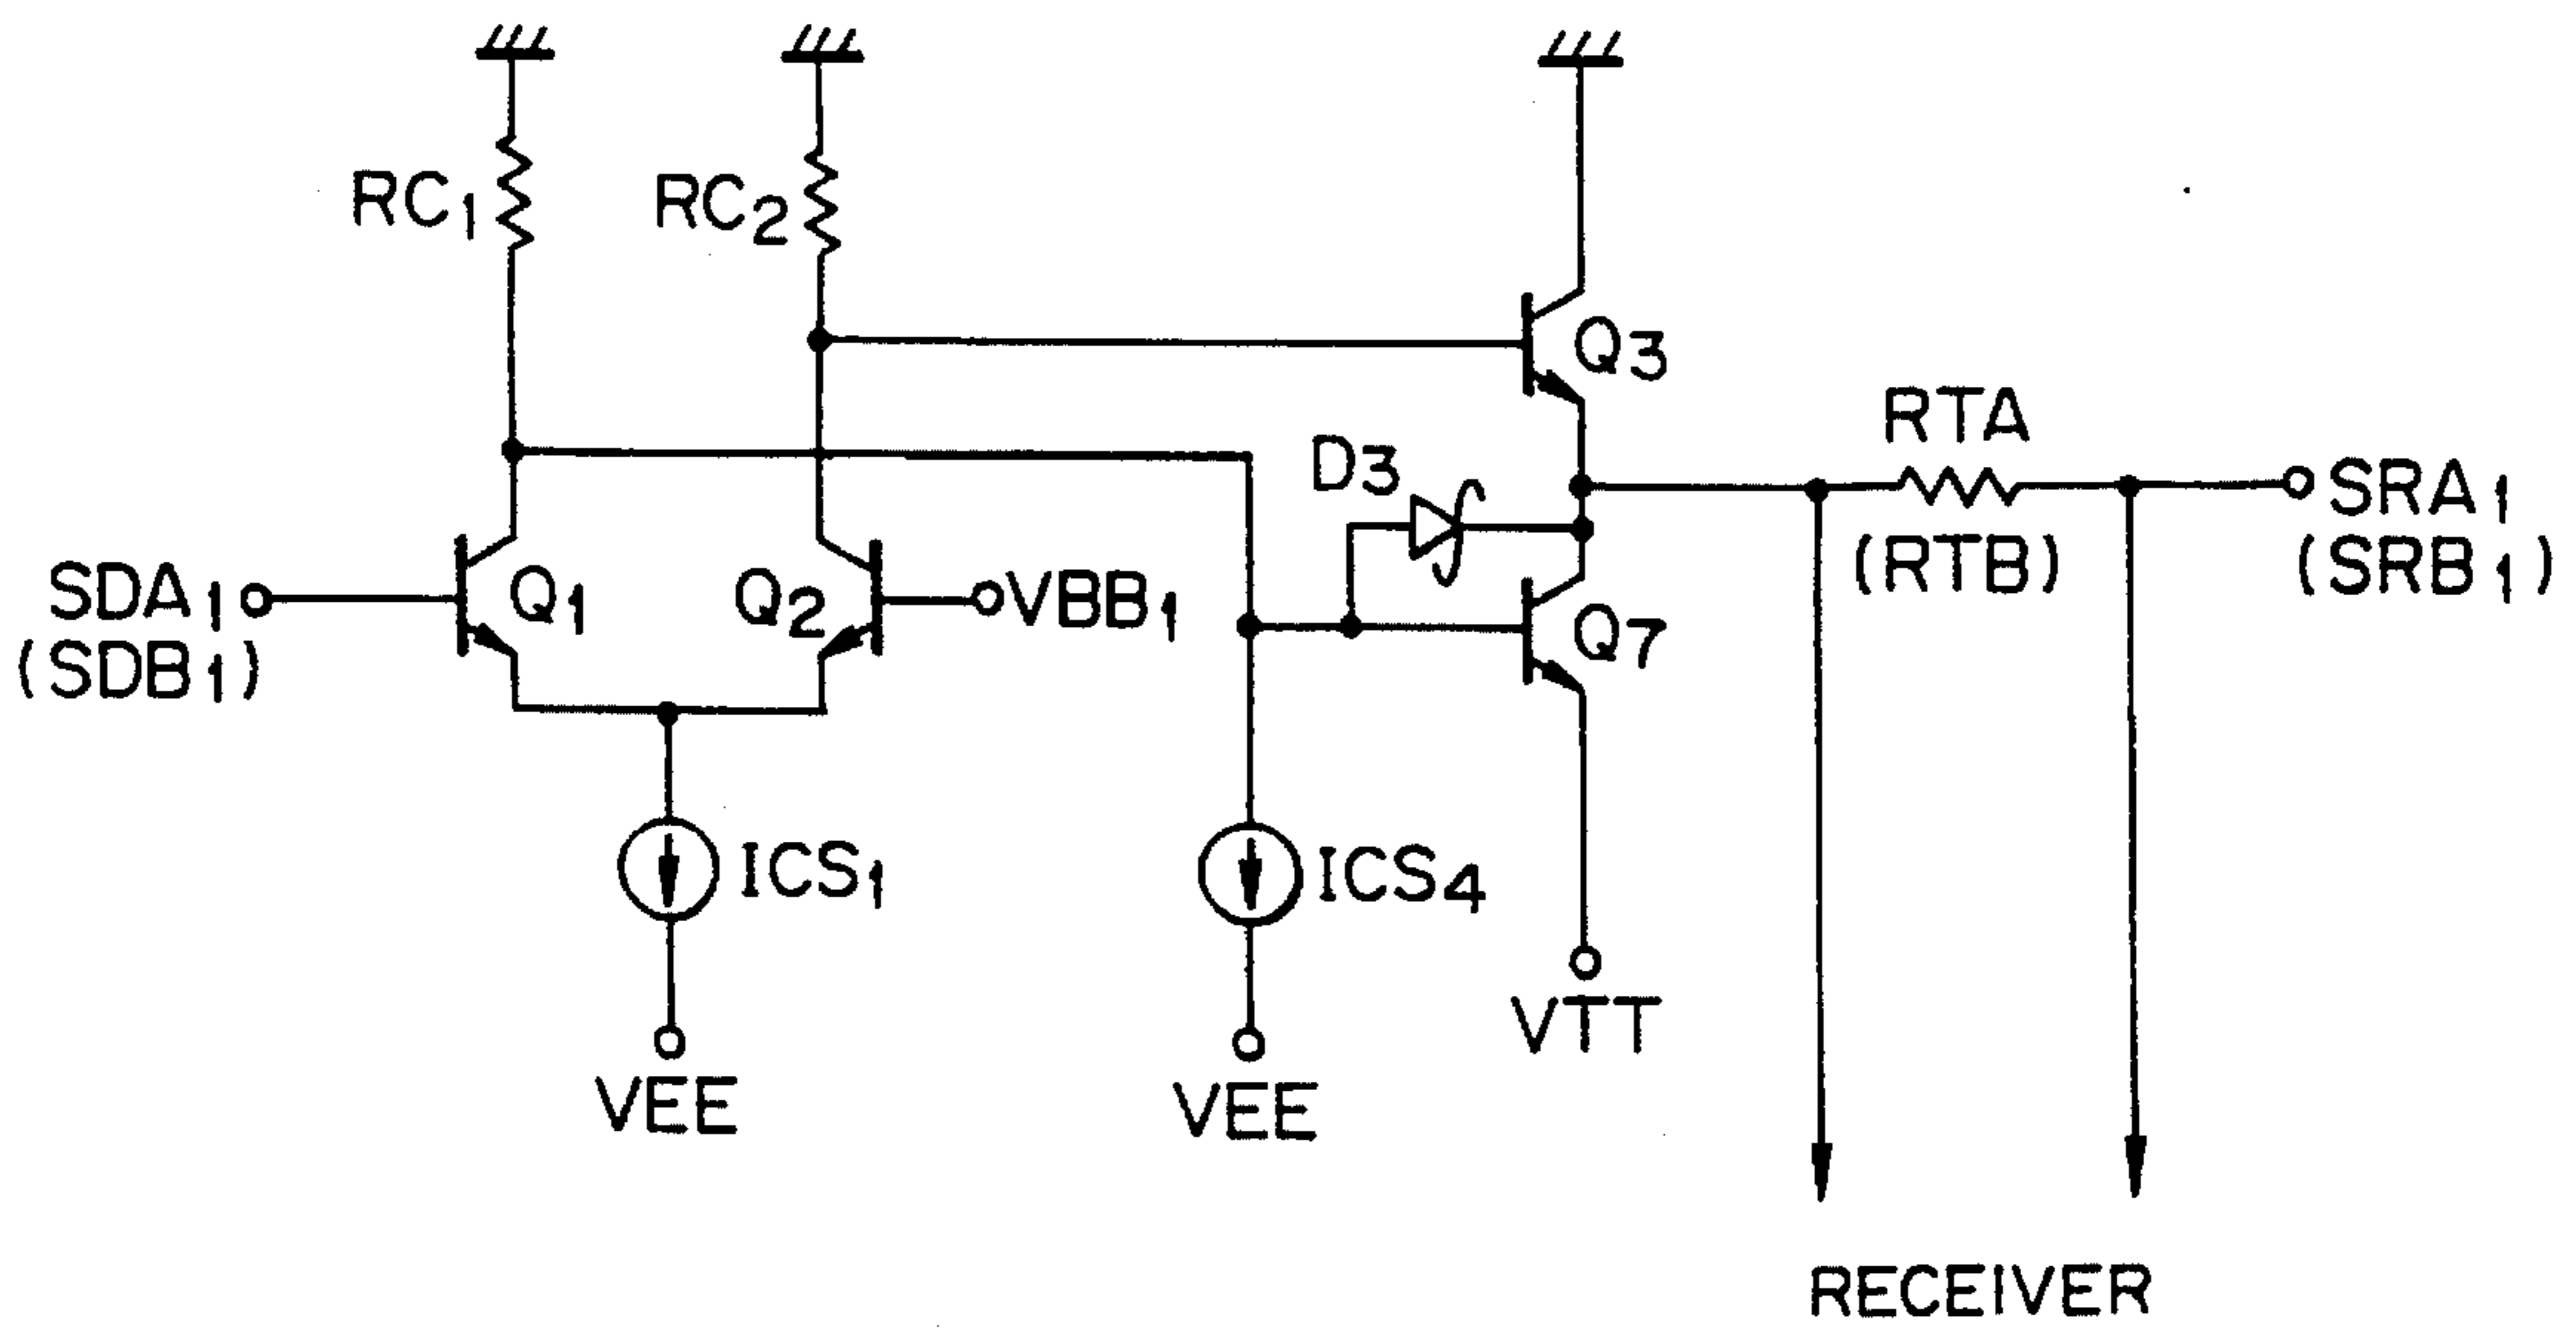 RC1
RC2
Q3
RTA
D3
SRA1
(RTB)
(SRB1)
SDA1
Q1
Q2
VBB1
(SDB1)
Q7
ICS1
ICS4
VTT
VEE
VEE
RECEIVER